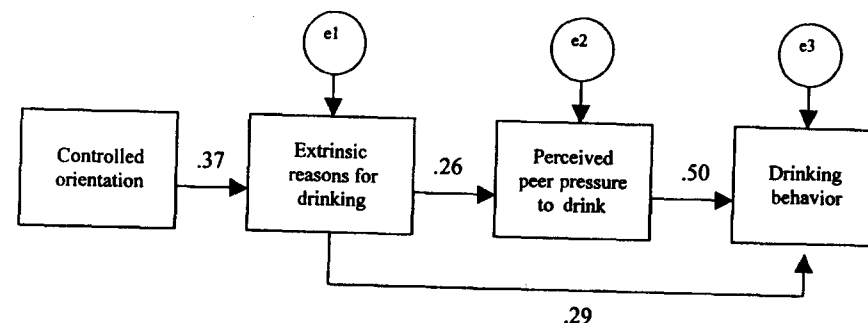 e1
e2
e3
Controlled
orientation
.37
Extrinsic
reasons for
drinking
.26
Perceived
peer pressure
to drink
.50
Drinking
behavior
.29